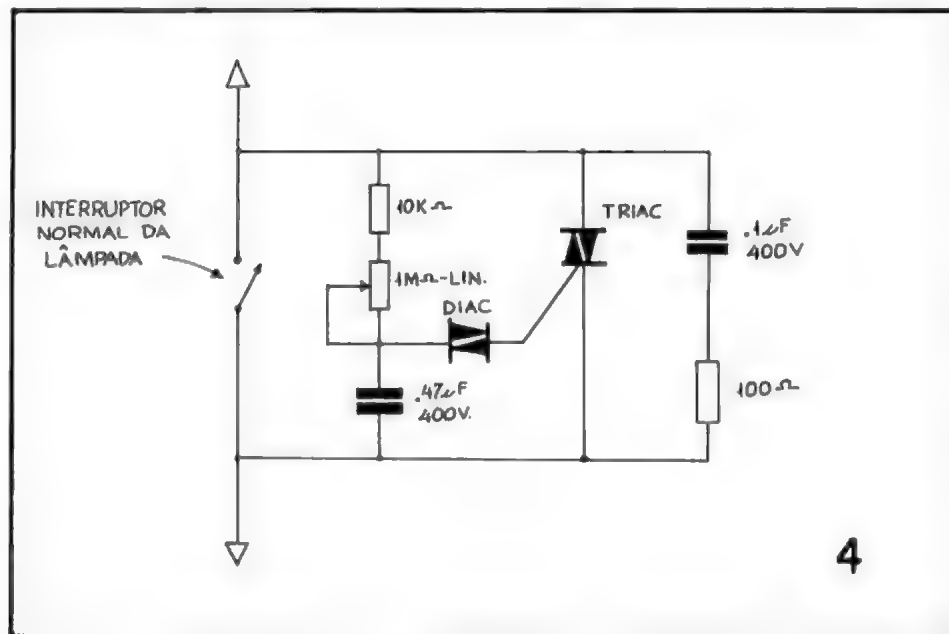 INTERRUPTOR
NORMAL DA
LÂMPADA
10KΩ
1MΩ-LIN.
DIAC
.47µF
400V.
TRIAC
.1µF
400V
100Ω
4